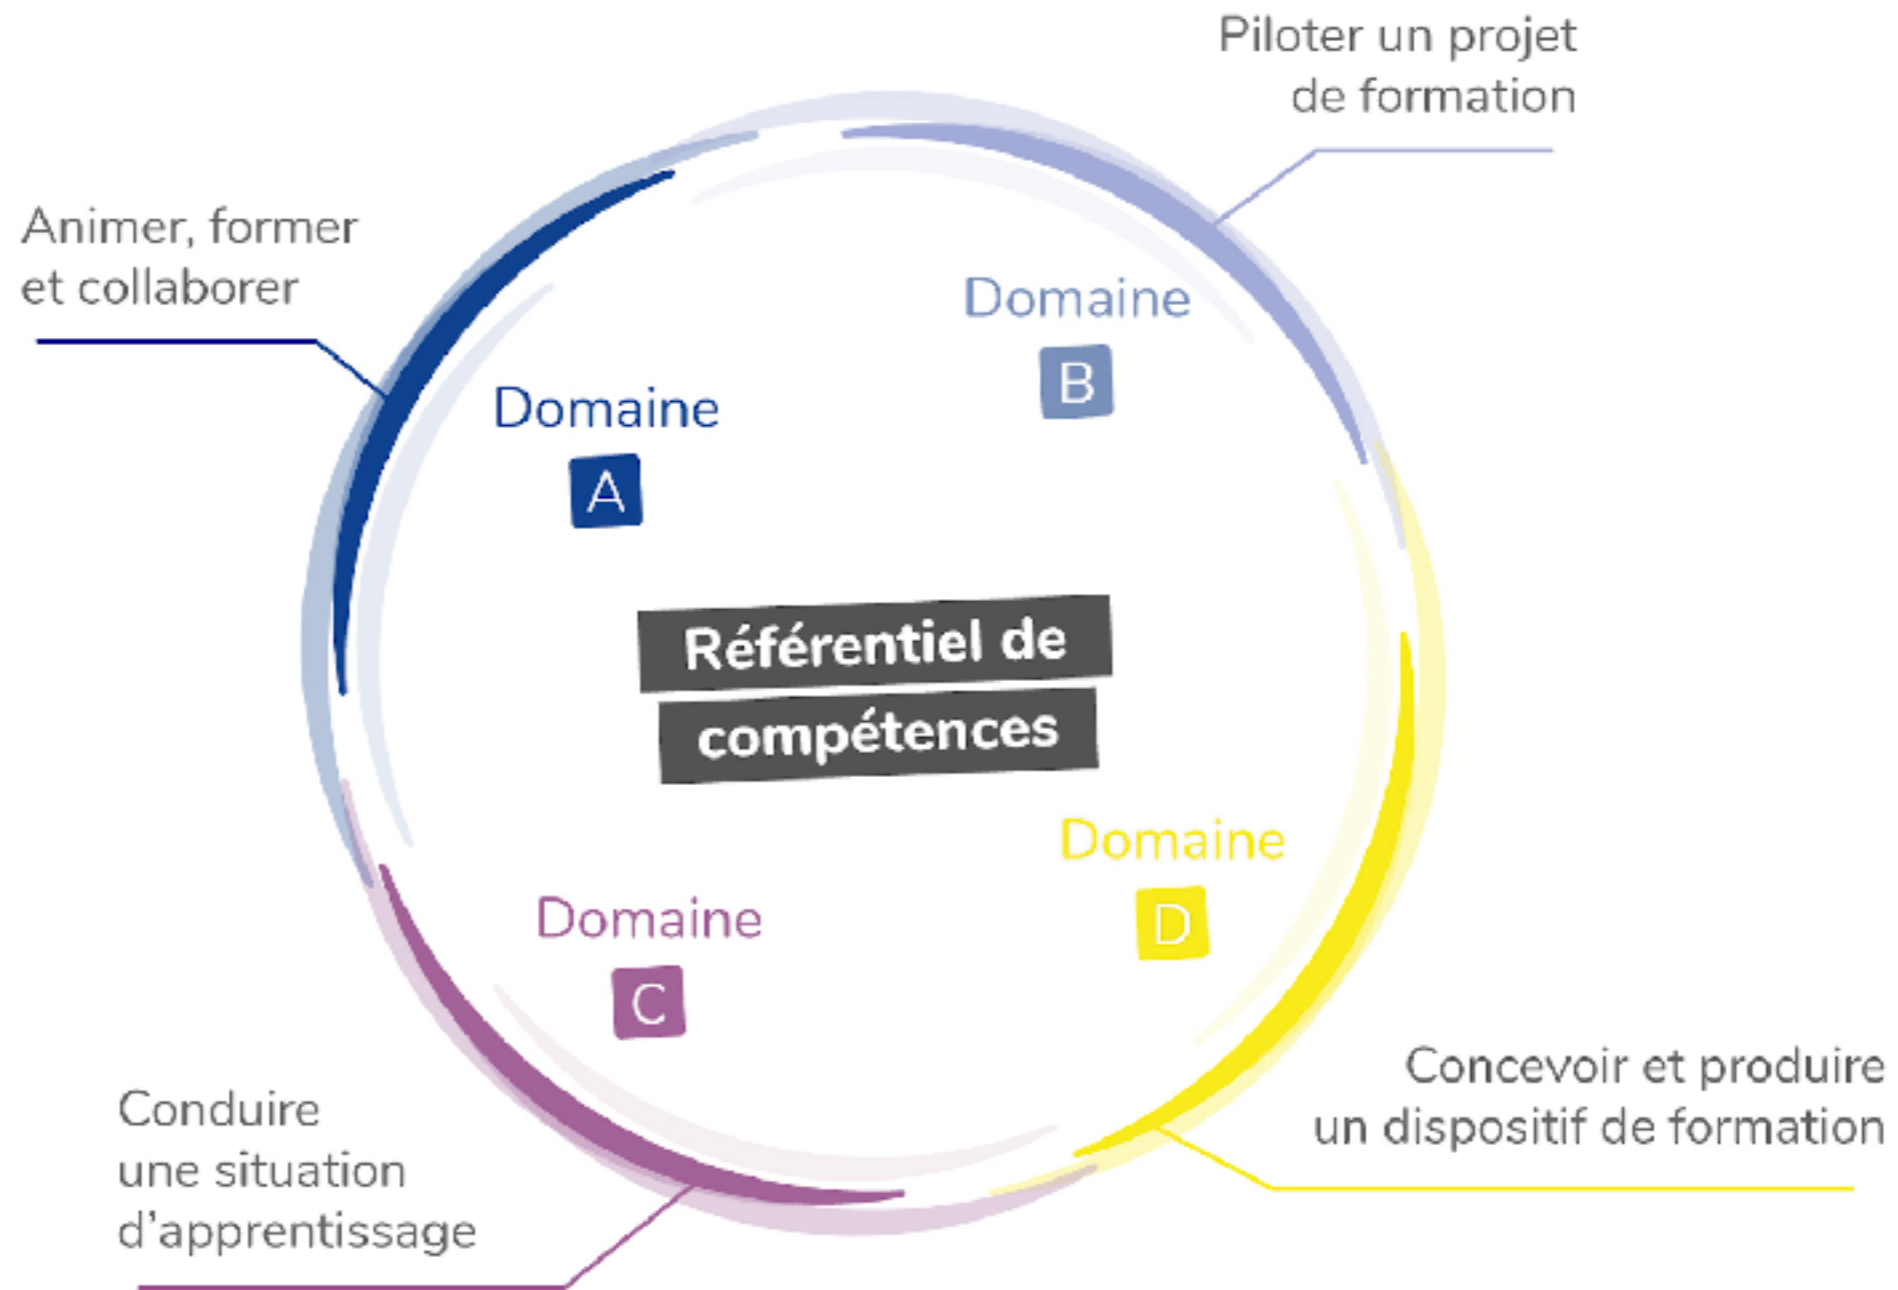 Piloter un projet
de formation
Animer, former
et collaborer
Domaine
B
Domaine
A
Référentiel de
compétences
Domaine
D
Domaine
C
Concevoir et produire
un dispositif de formation
Conduire
une situation
d'apprentissage